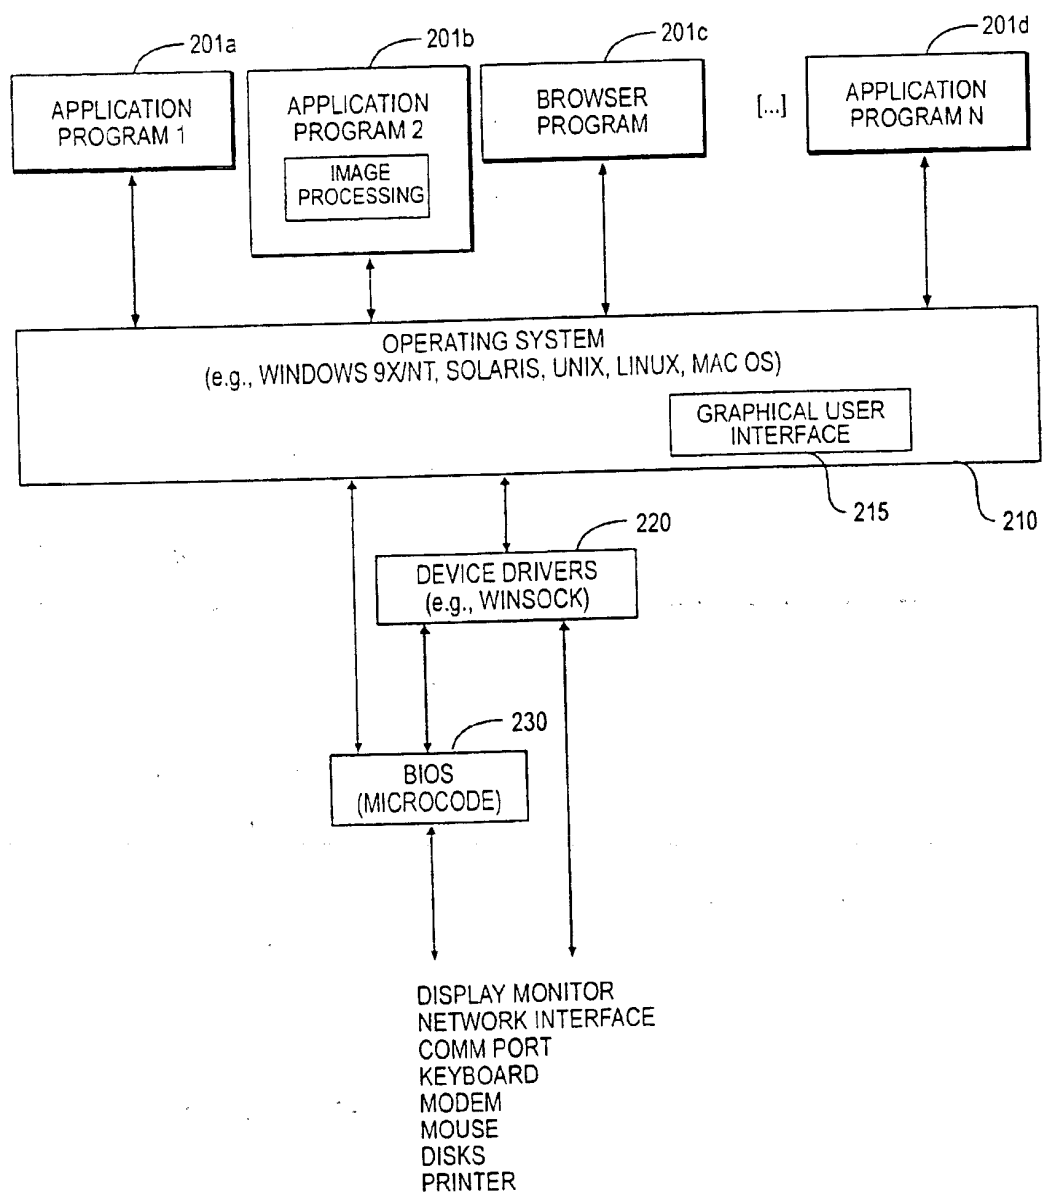 201a
201b
201c
201d
APPLICATION
PROGRAM 1
APPLICATION
PROGRAM 2
IMAGE
PROCESSING
BROWSER
PROGRAM
[...]
APPLICATION
PROGRAM N
OPERATING SYSTEM
(e.g., WINDOWS 9X/NT, SOLARIS, UNIX, LINUX, MAC OS)
GRAPHICAL USER
INTERFACE
215
210
220
DEVICE DRIVERS
(e.g., WINSOCK)
230
BIOS
(MICROCODE)
DISPLAY MONITOR
NETWORK INTERFACE
COMM PORT
KEYBOARD
MODEM
MOUSE
DISKS
PRINTER